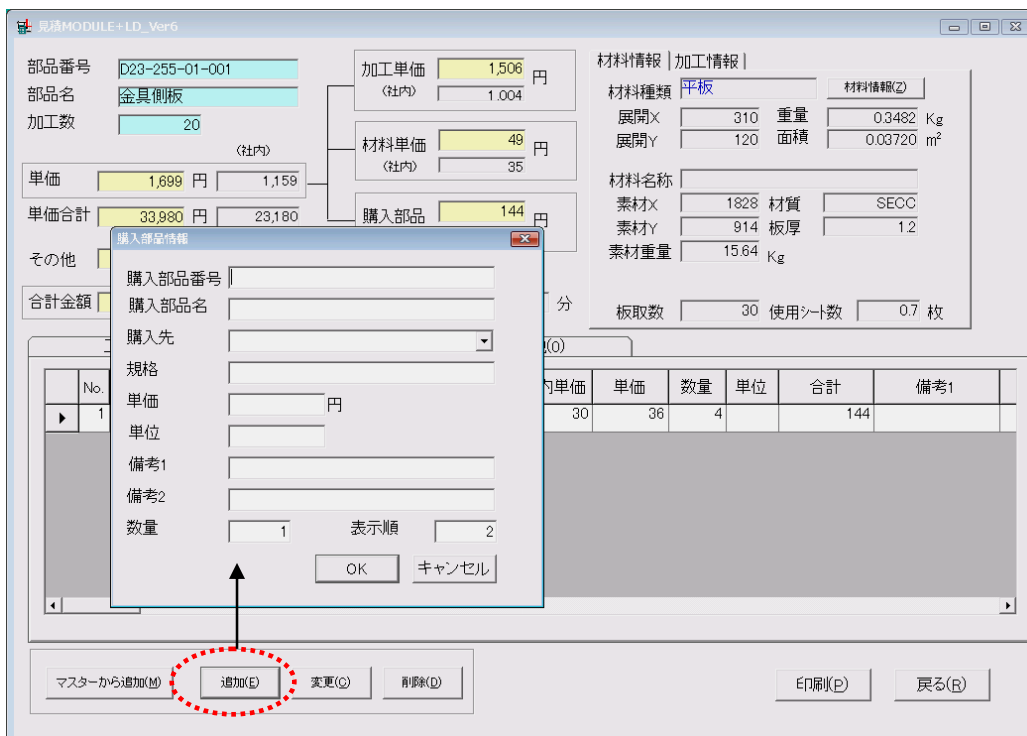 見積MODULE+I.D_Ver6
部品番号 D23-255-01-001
部品名 金具側板
加工数 20
(社内)
単価 1,699 円 1,159
単価合計 33,980 円 23,180
その他
合計金額
加工単価 1,506 円
(社内) 1.004
材料単価 49 円
(社内) 35
購入部品 144 円
分
材料情報 加工情報
材料種類 平板 材料情報(Z)
展開X 310 重量 0.3482 Kg
展開Y 120 面積 0.03720 m²
材料名称
素材X 1828 材質 SECC
素材Y 914 板厚 1.2
素材重量 15.64 Kg
板取数 30 使用シート数 0.7 枚
(O)
No. 内単価 単価 数量 単位 合計 備考1
1 30 36 4 144
購入部品情報
購入部品番号
購入部品名
購入先
規格
単価 円
単位
備考1
備考2
数量 1 表示順 2
OK キャンセル
マスターから追加(M) 追加(E) 変更(C) 削除(D) 印刷(P) 戻る(R)